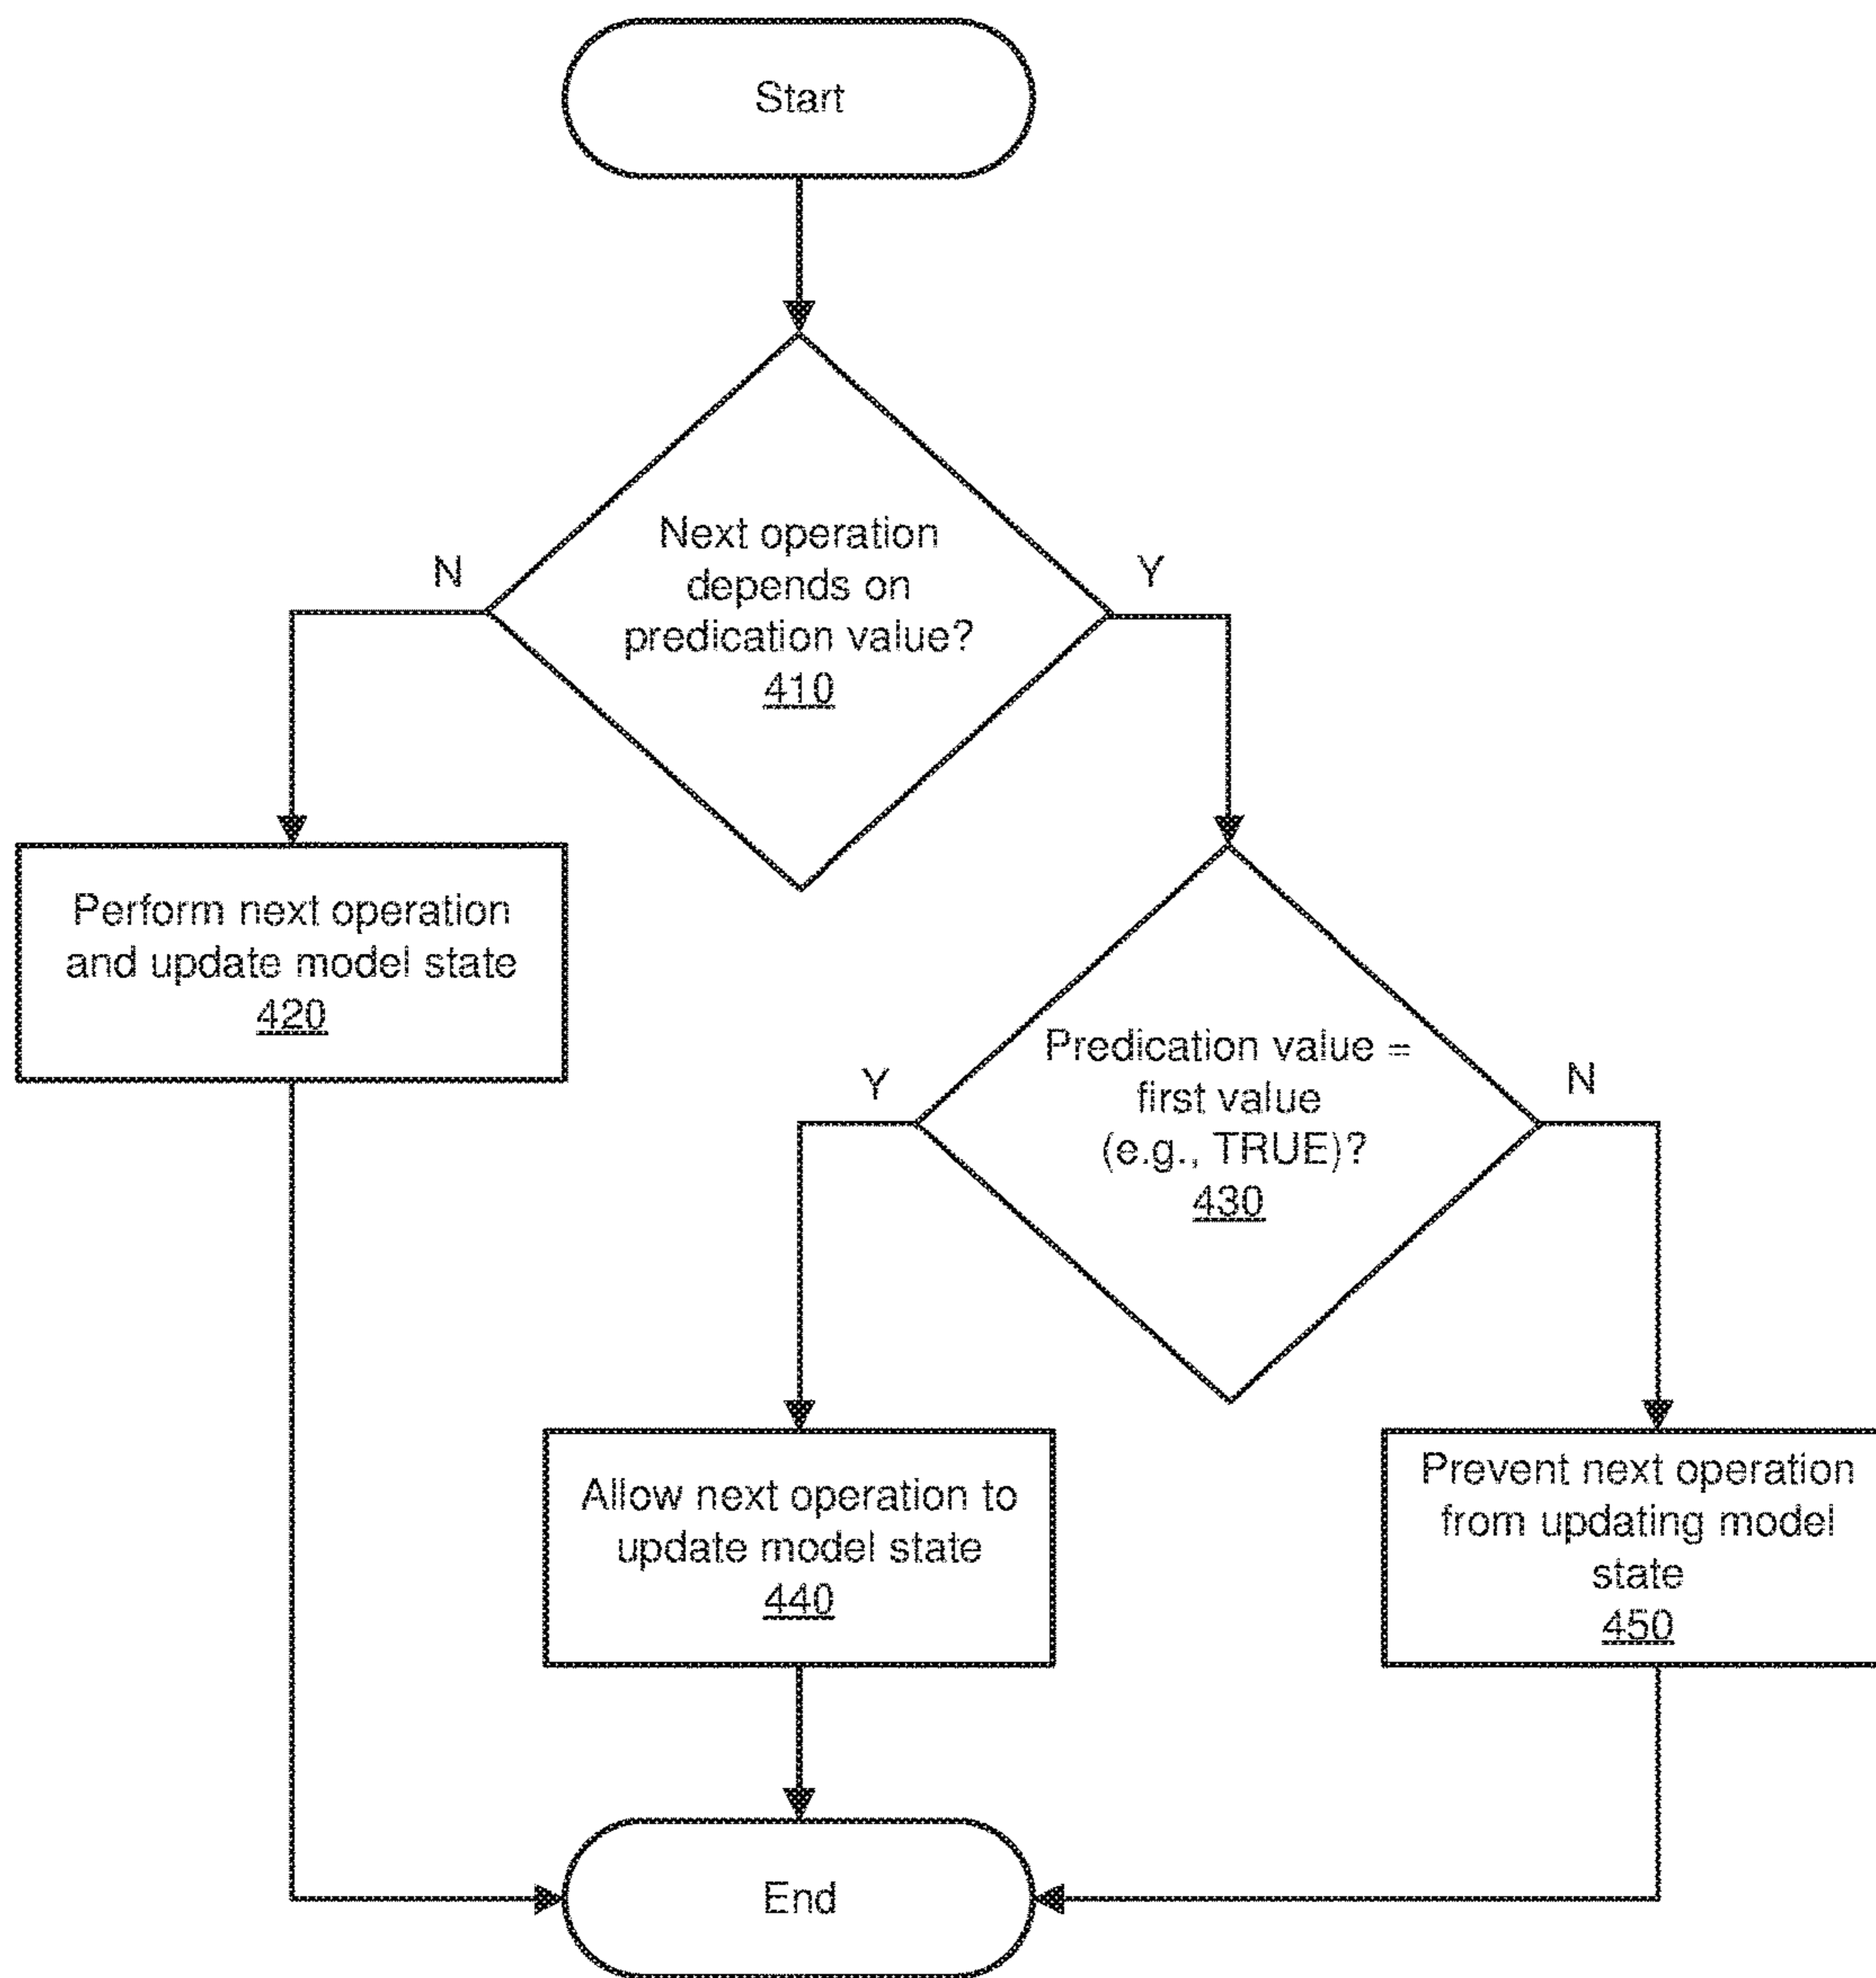 Start
Next operation
depends on
predication value?
410
N
Y
Perform next operation
and update model state
420
Predication value =
first value
(e.g., TRUE)?
430
Y
N
Allow next operation to
update model state
440
Prevent next operation
from updating model
state
450
End